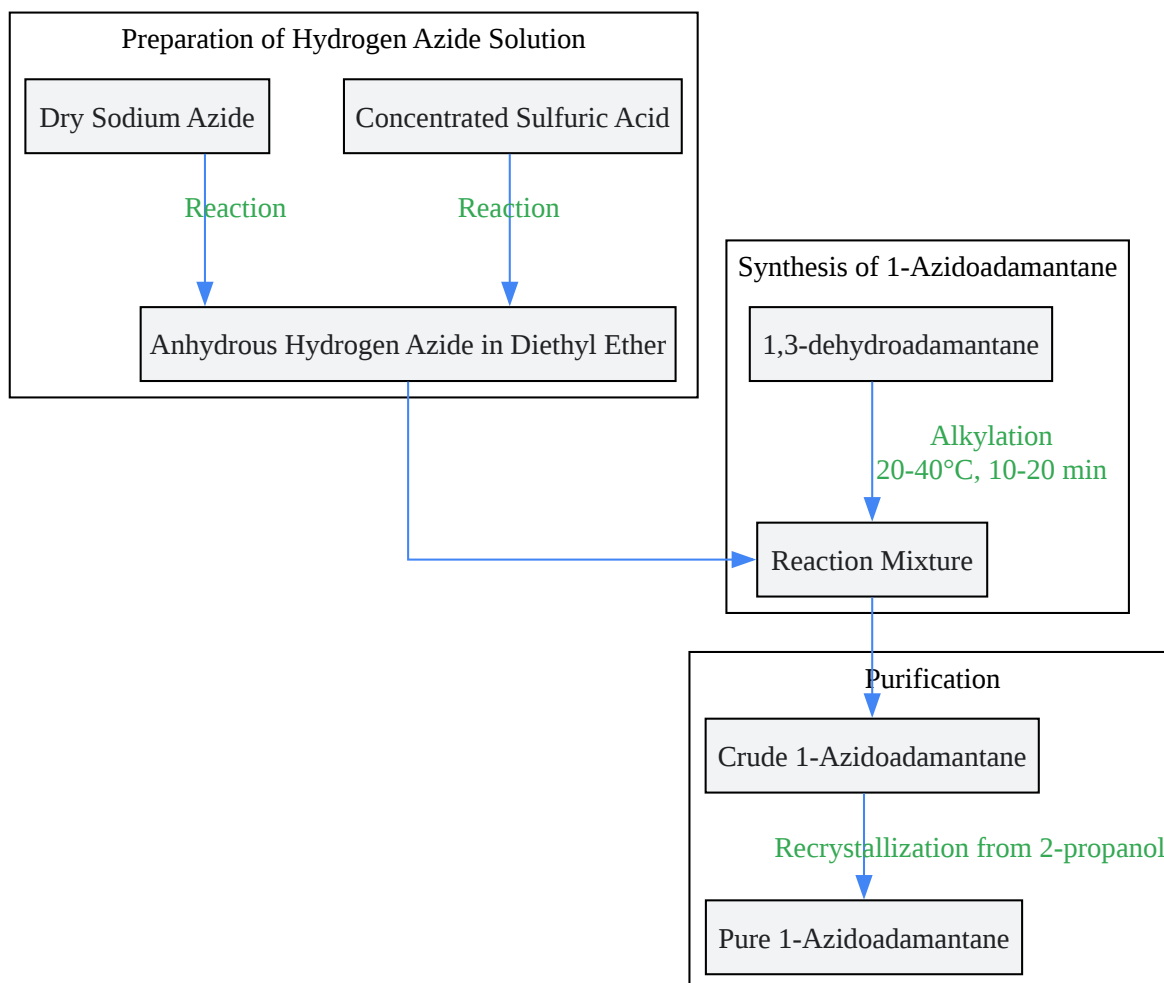 Preparation of Hydrogen Azide Solution
Dry Sodium Azide
Concentrated Sulfuric Acid
Reaction
Reaction
Anhydrous Hydrogen Azide in Diethyl Ether
Synthesis of 1-Azidoadamantane
1,3-dehydroadamantane
Alkylation
20-40°C, 10-20 min
Reaction Mixture
Purification
Crude 1-Azidoadamantane
Recrystallization from 2-propanol
Pure 1-Azidoadamantane